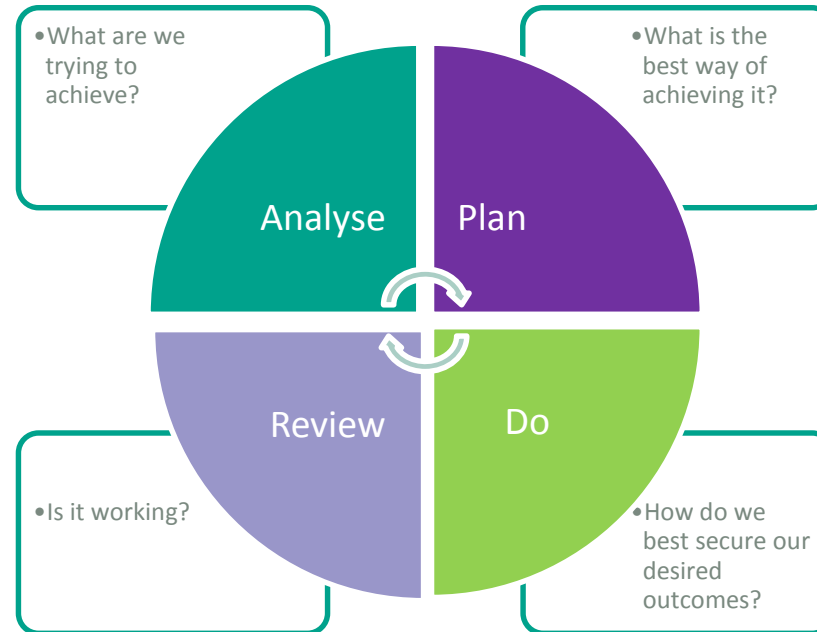 •What are we
trying to
achieve?
•What is the
best way of
achieving it?
Analyse
Plan
Review
Do
•Is it working?
•How do we
best secure our
desired
outcomes?